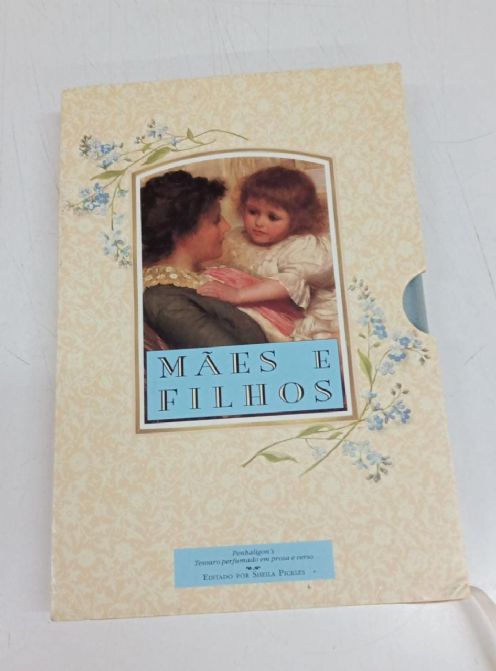 MÃES E
FILHOS
Penhaligon's
Tesouro perfumado em prosa e verso
EDITADO POR SHEILA PICKLES